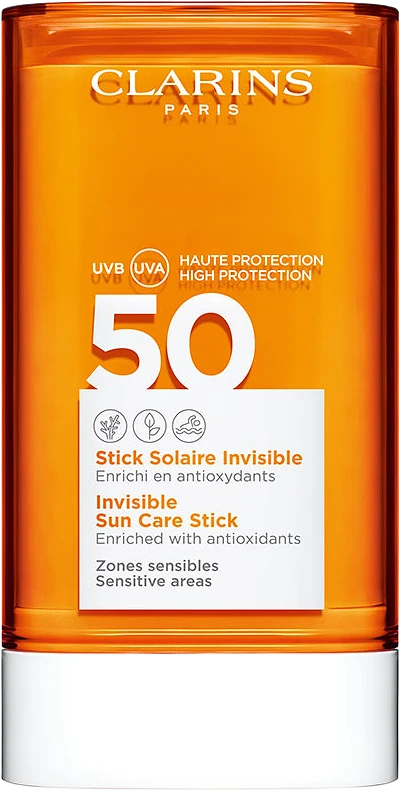 CLARINS
PARIS
UVB UVA HAUTE PROTECTION
HIGH PROTECTION
50
Stick Solaire Invisible
Enrichi en antioxydants
Invisible
Sun Care Stick
Enriched with antioxidants
Zones sensibles
Sensitive areas